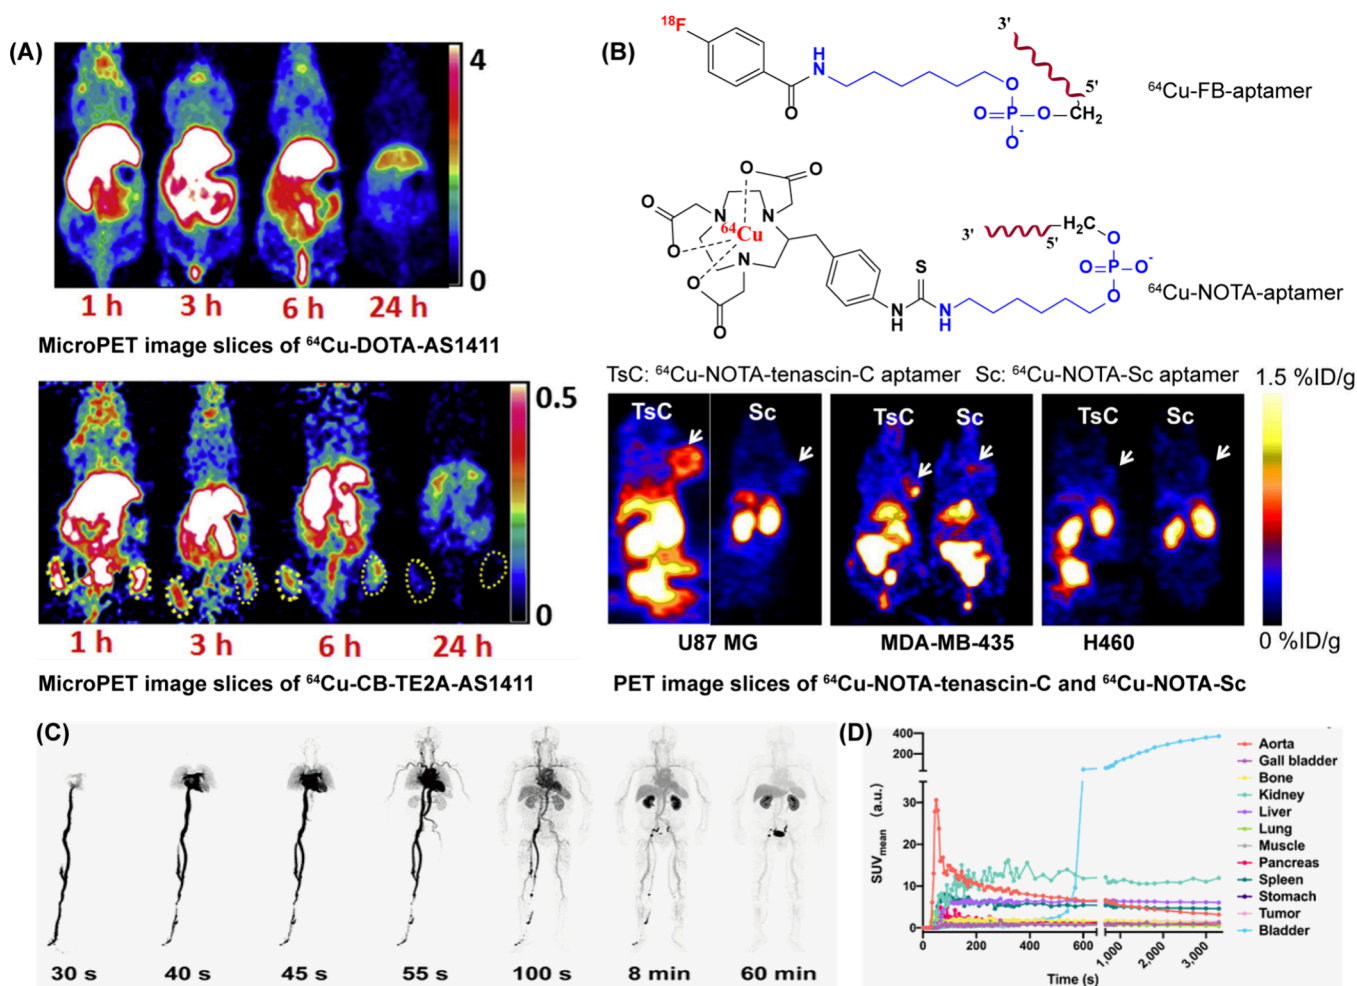 (A)
4
0
1 h 3 h 6 h 24 h
MicroPET image slices of ⁶⁴Cu-DOTA-AS1411
0.5
0
1 h 3 h 6 h 24 h
MicroPET image slices of ⁶⁴Cu-CB-TE2A-AS1411
(B)
¹⁸F
H
N
O
O
O=P-O-CH₂
O⁻
3'
5'
⁶⁴Cu-FB-aptamer
O
O
O
O
N
N
⁶⁴Cu
O
N
O
S
N
H
N
H
3'
5'
H₂C
O
O=P-O⁻
O
⁶⁴Cu-NOTA-aptamer
TsC: ⁶⁴Cu-NOTA-tenascin-C aptamer Sc: ⁶⁴Cu-NOTA-Sc aptamer
1.5 %ID/g
TsC Sc TsC Sc TsC Sc
0 %ID/g
U87 MG MDA-MB-435 H460
PET image slices of ⁶⁴Cu-NOTA-tenascin-C and ⁶⁴Cu-NOTA-Sc
(C)
30 s 40 s 45 s 55 s 100 s 8 min 60 min
(D)
400
200
30
20
10
0
SUVmean (a.u.)
0 200 400 600 1,000 2,000 3,000
Time (s)
Aorta
Gall bladder
Bone
Kidney
Liver
Lung
Muscle
Pancreas
Spleen
Stomach
Tumor
Bladder